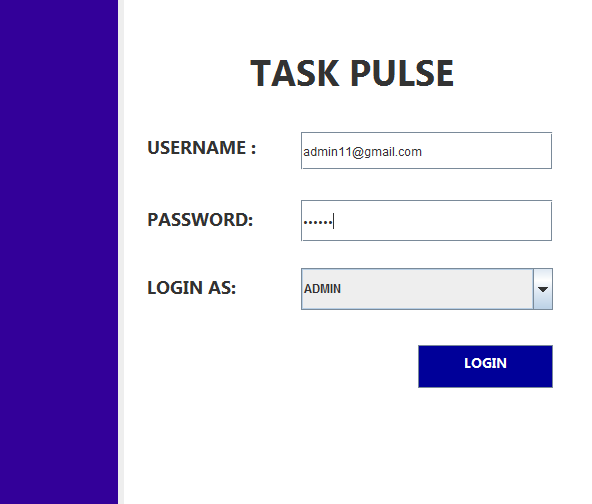 TASK PULSE
USERNAME :
admin11@gmail.com
PASSWORD:
••••••
LOGIN AS:
ADMIN
LOGIN